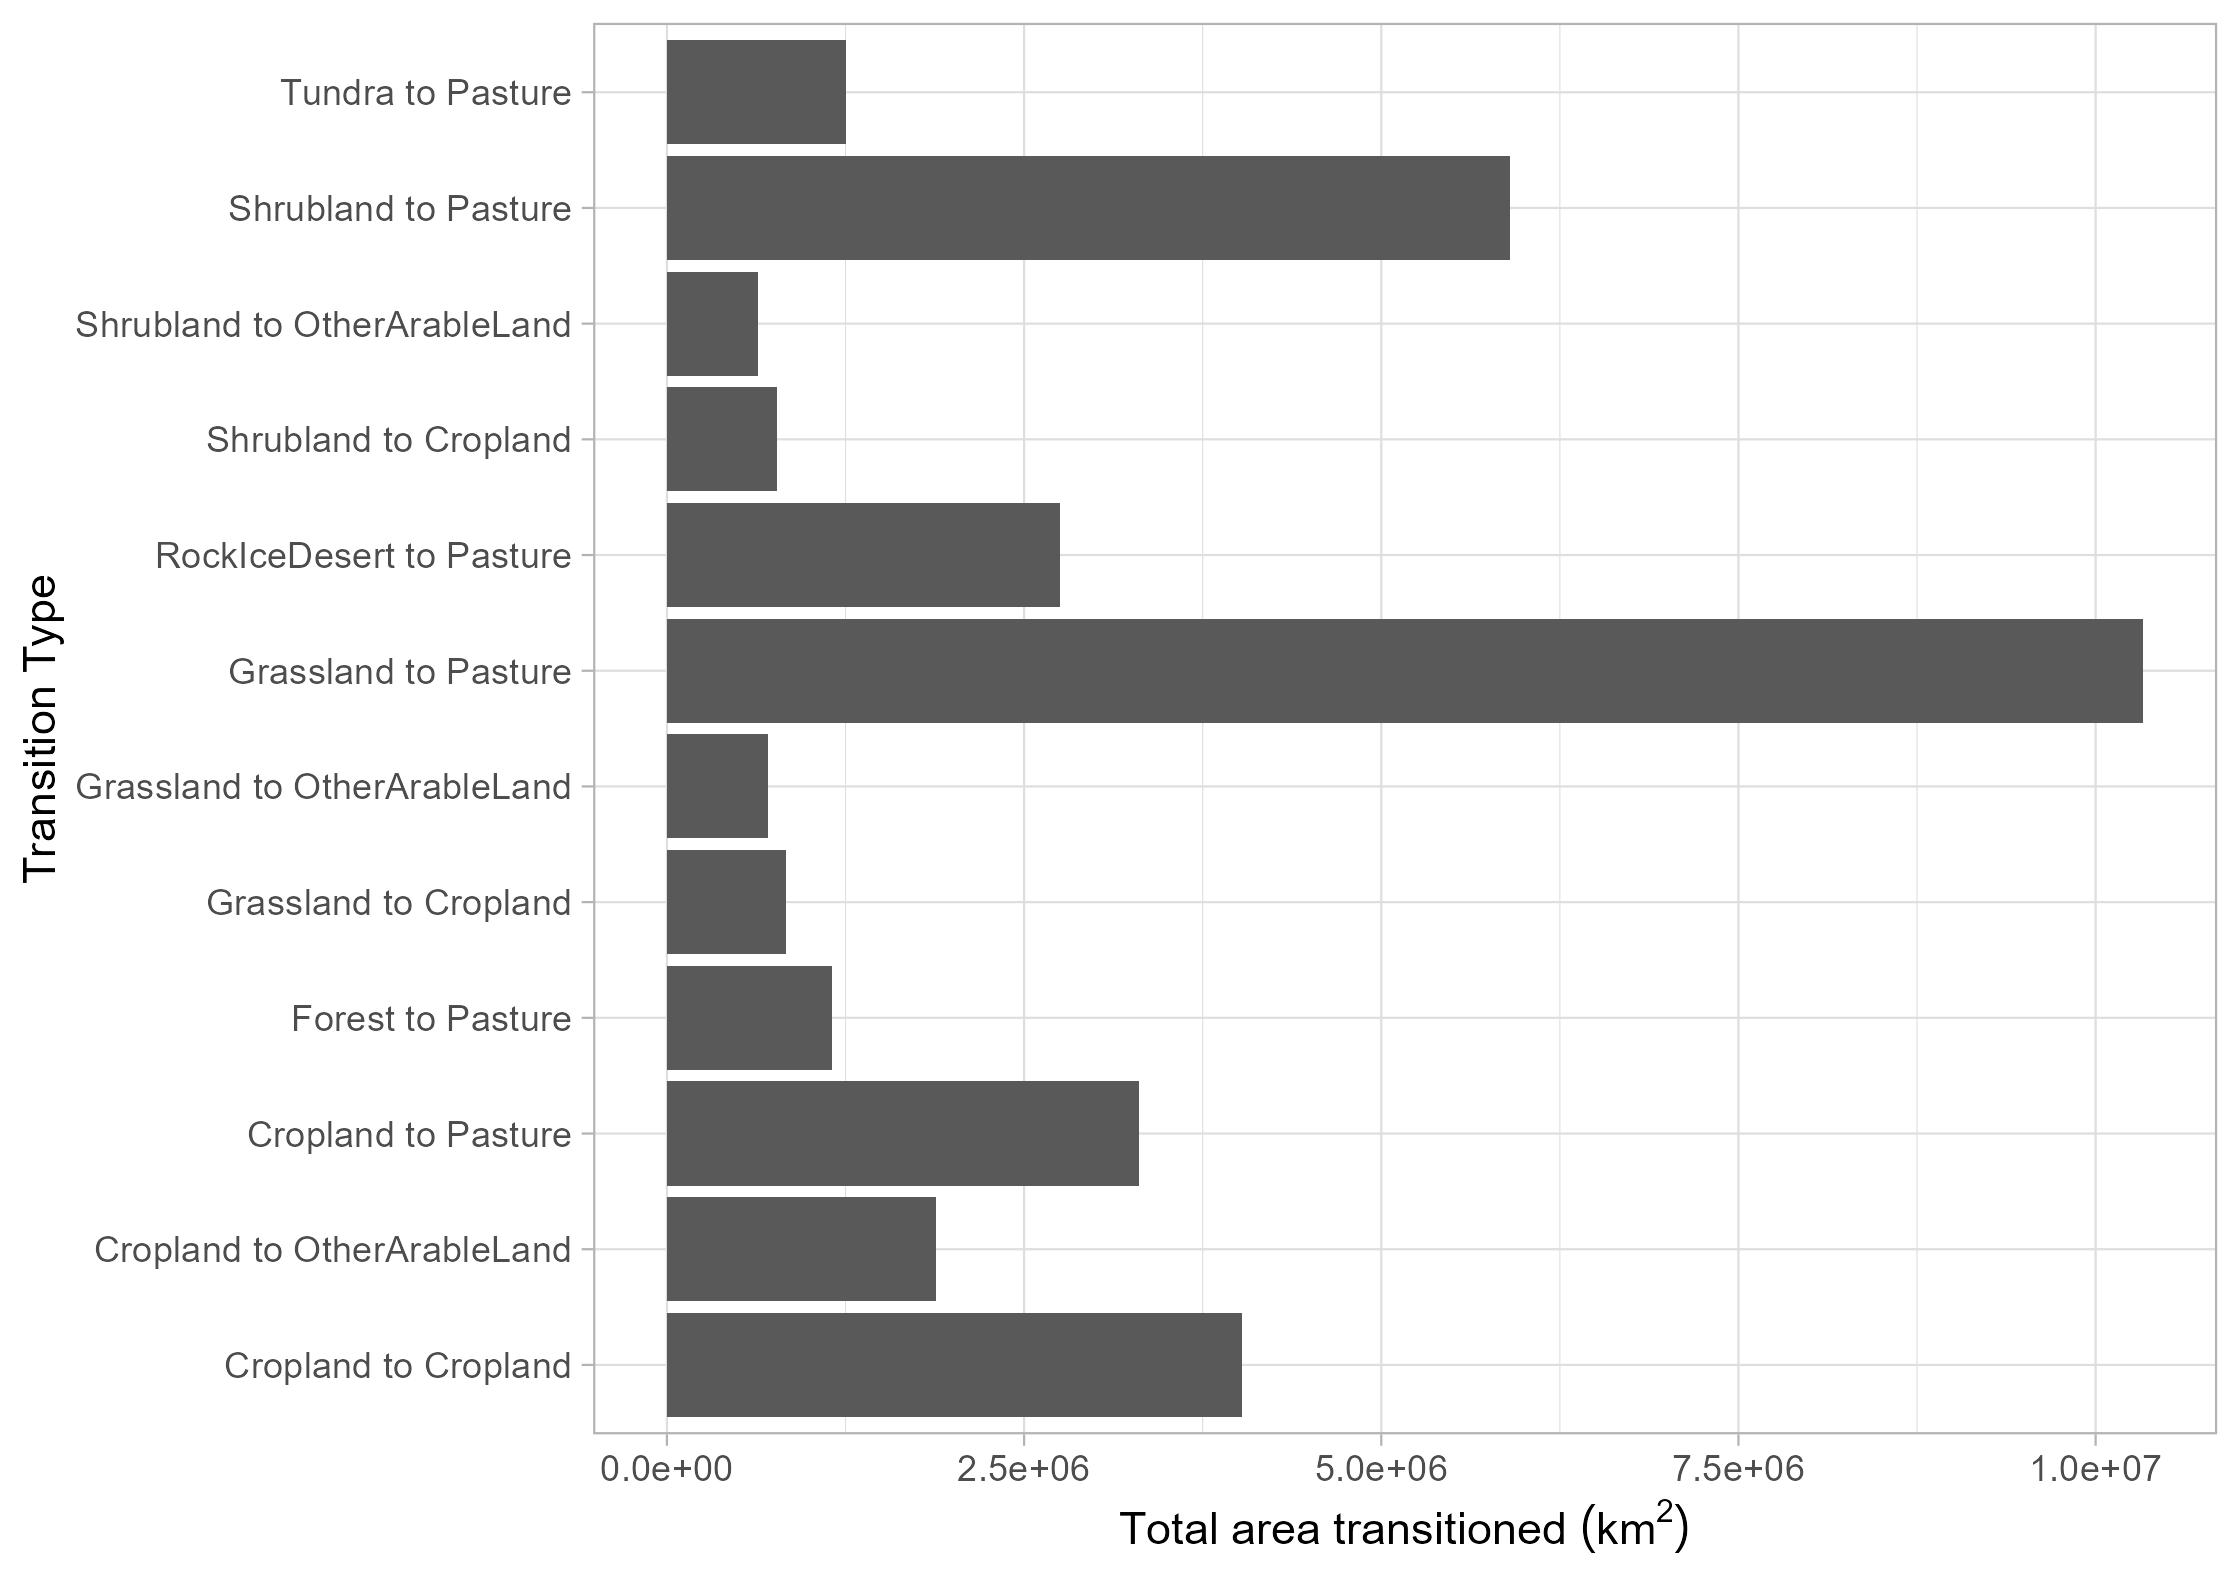 Transition Type
Tundra to Pasture
Shrubland to Pasture
Shrubland to OtherArableLand
Shrubland to Cropland
RockIceDesert to Pasture
Grassland to Pasture
Grassland to OtherArableLand
Grassland to Cropland
Forest to Pasture
Cropland to Pasture
Cropland to OtherArableLand
Cropland to Cropland
0.0e+00 2.5e+06 5.0e+06 7.5e+06 1.0e+07
Total area transitioned (km²)